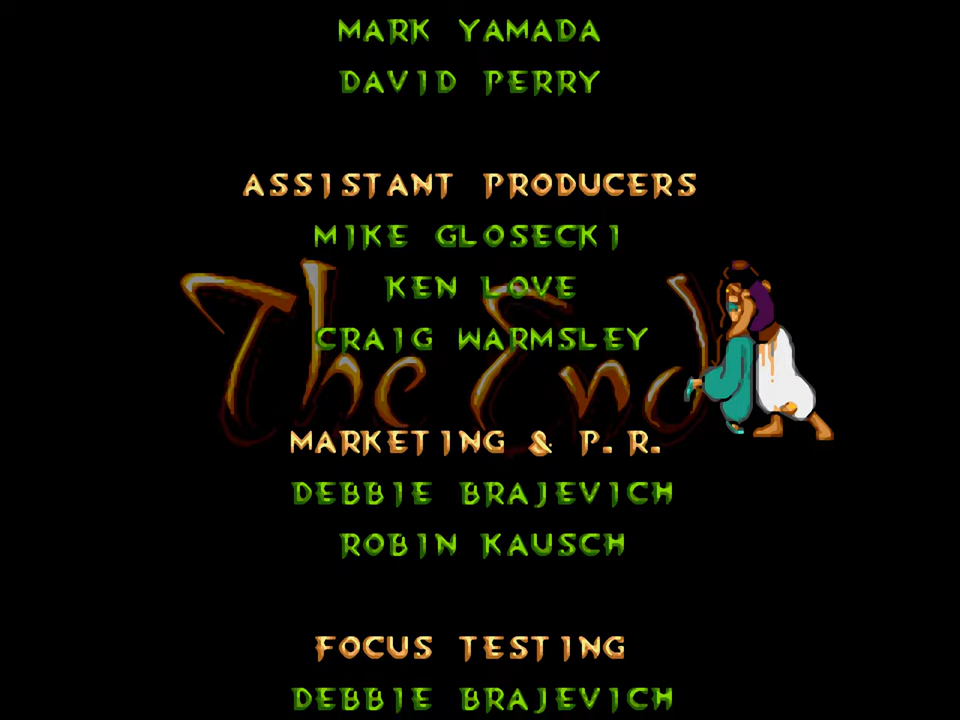 MARK YAMADA
DAVID PERRY
ASSISTANT PRODUCERS
MIKE GLOSECKI
KEN LOVE
CRAIG WARMSLEY
The End
MARKETING & P. R.
DEBBIE BRAJEVICH
ROBIN KAUSCH
FOCUS TESTING
DEBBIE BRAJEVICH